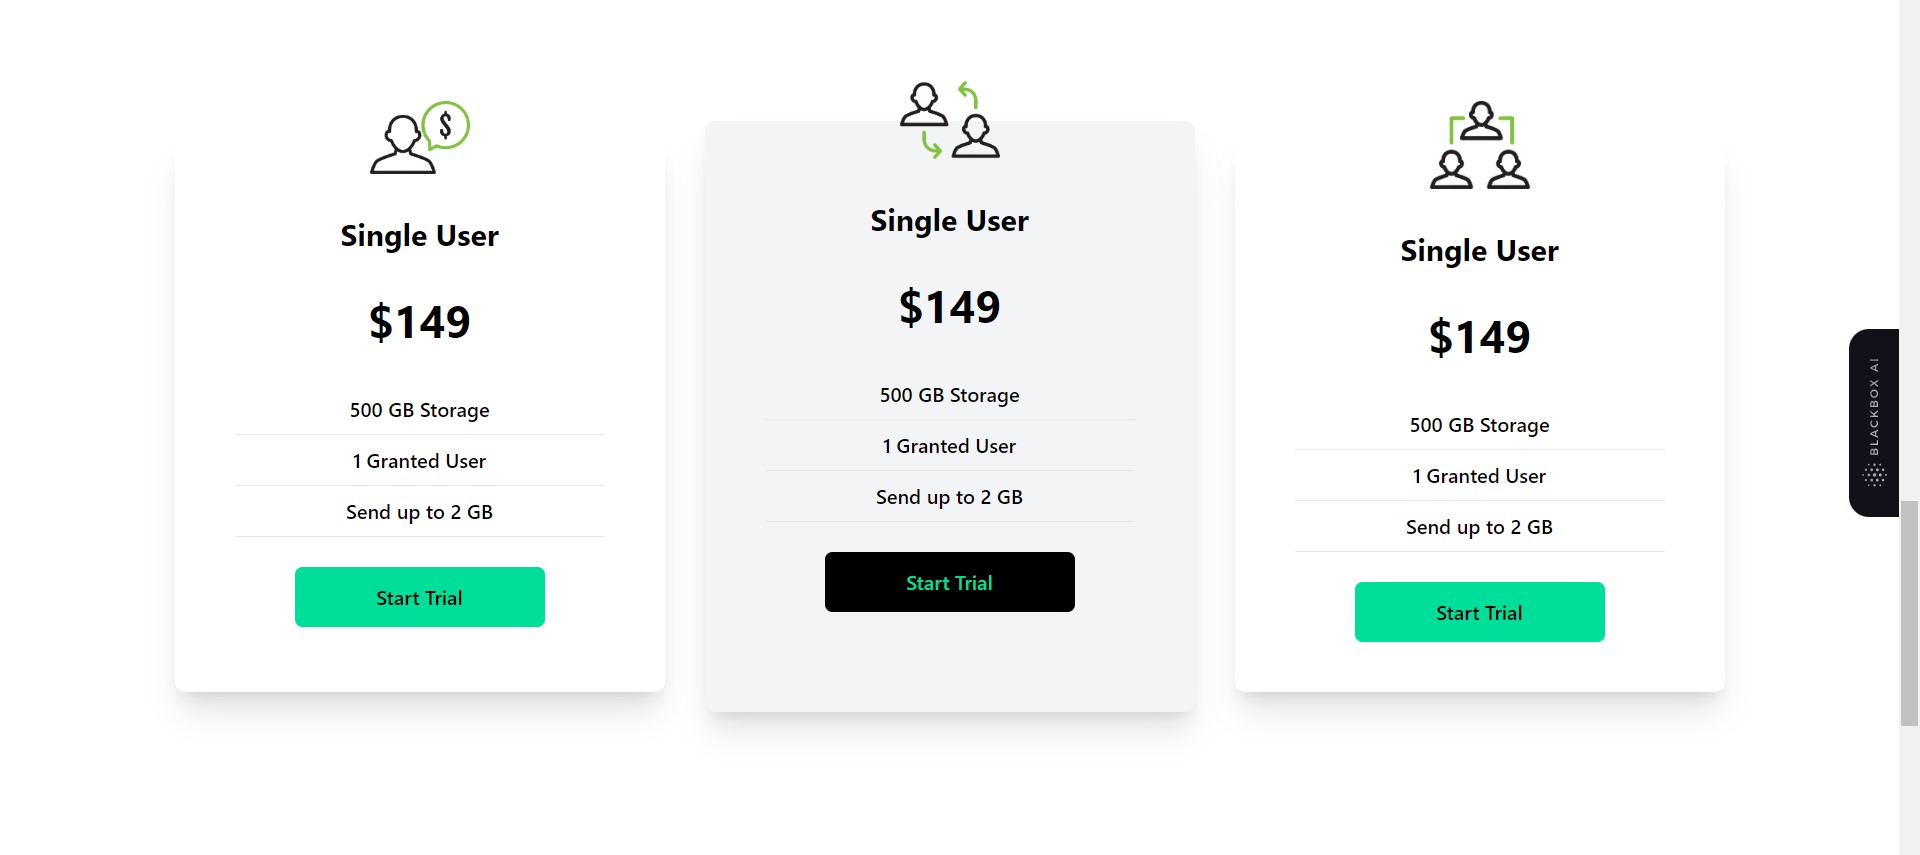 $
Single User
$149
500 GB Storage
1 Granted User
Send up to 2 GB
Start Trial
Single User
$149
500 GB Storage
1 Granted User
Send up to 2 GB
Start Trial
Single User
$149
500 GB Storage
1 Granted User
Send up to 2 GB
Start Trial
BLACKBOX AI